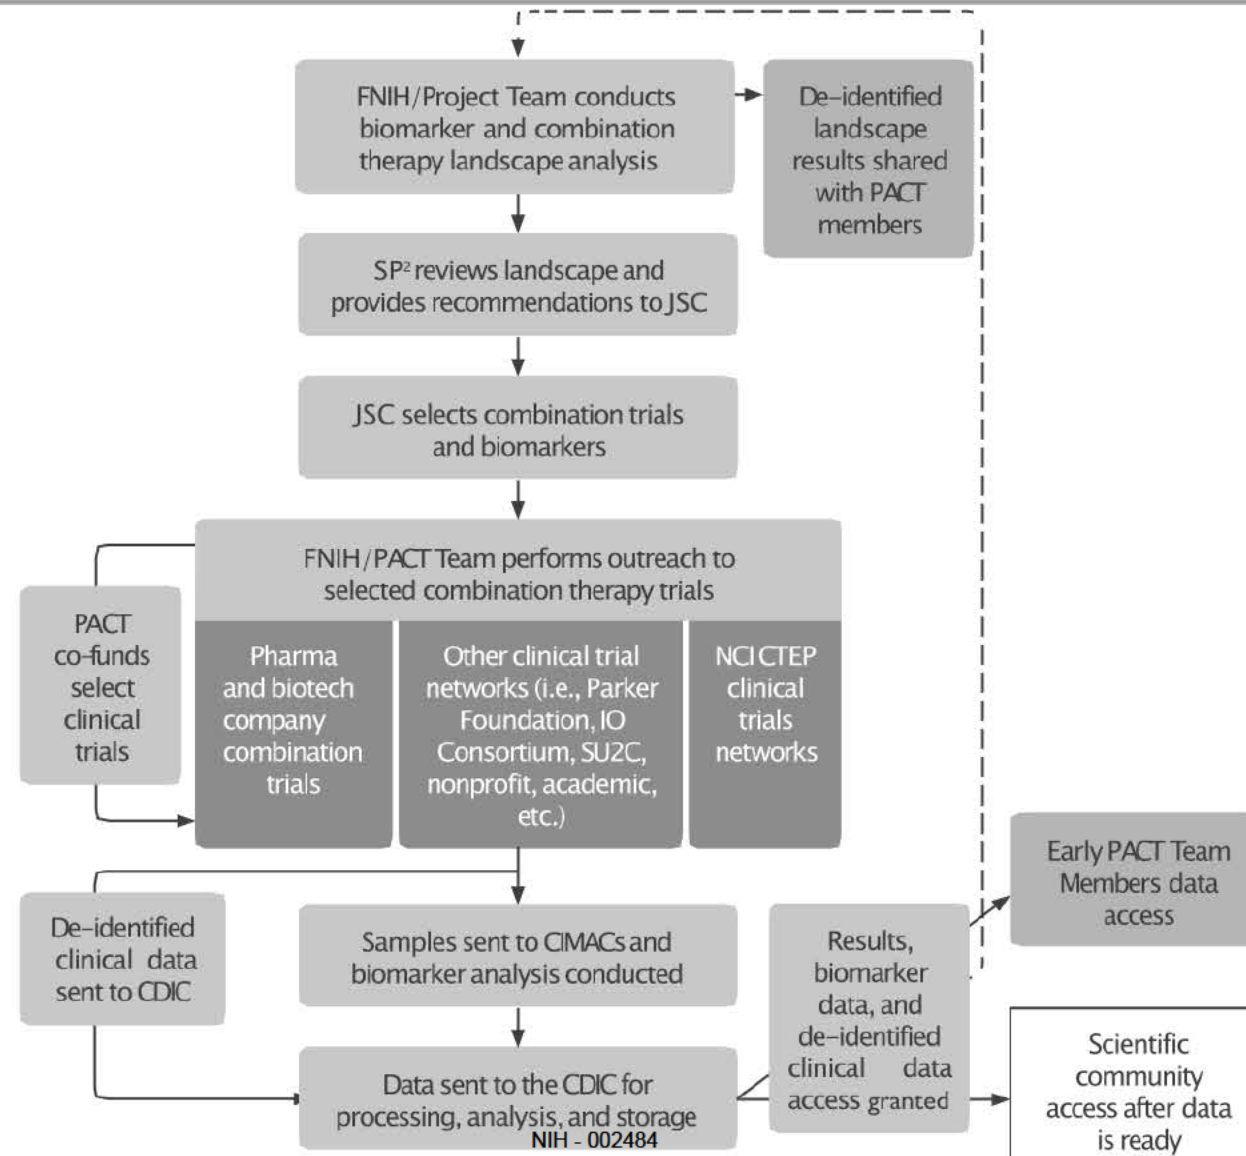 FNIH/Project Team conducts
biomarker and combination
therapy landscape analysis
De-identified
landscape
results shared
with PACT
members
SP² reviews landscape and
provides recommendations to JSC
JSC selects combination trials
and biomarkers
FNIH/PACT Team performs outreach to
selected combination therapy trials
PACT
co-funds
select
clinical
trials
Pharma
and biotech
company
combination
trials
Other clinical trial
networks (i.e., Parker
Foundation, IO
Consortium, SU2C,
nonprofit, academic,
etc.)
NCI CTEP
clinical
trials
networks
De-identified
clinical data
sent to CDIC
Samples sent to CIMACs and
biomarker analysis conducted
Data sent to the CDIC for
processing, analysis, and storage
Results,
biomarker
data, and
de-identified
clinical data
access granted
Early PACT Team
Members data
access
Scientific
community
access after data
is ready
NIH - 002484